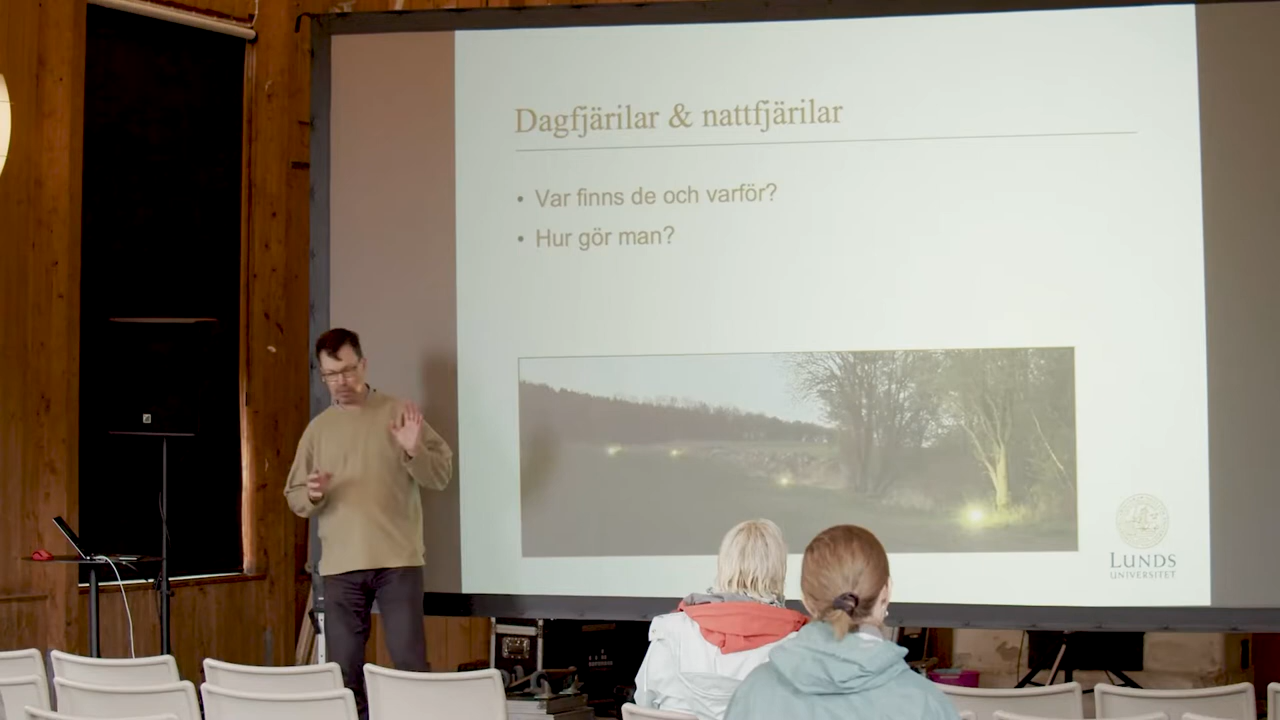 Dagfjärilar & nattfjärilar
• Var finns de och varför?
• Hur gör man?
LUNDS
UNIVERSITET